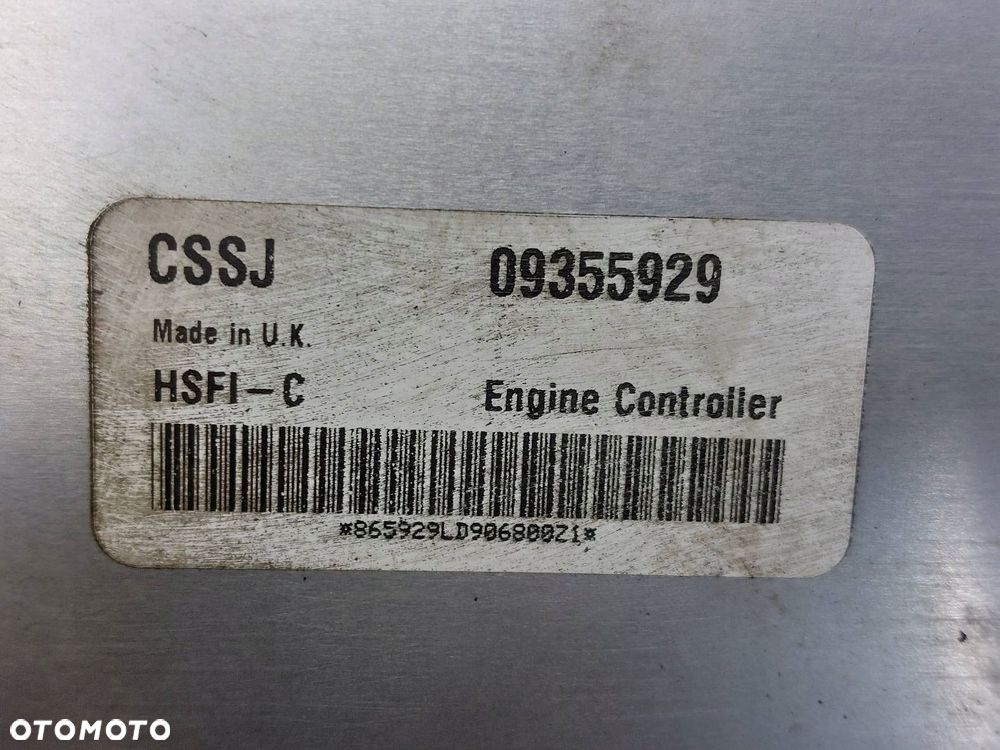 CSSJ 09355929
Made in U.K.
HSFI-C Engine Controller
*865929LD906800Z1*
OTOMOTO